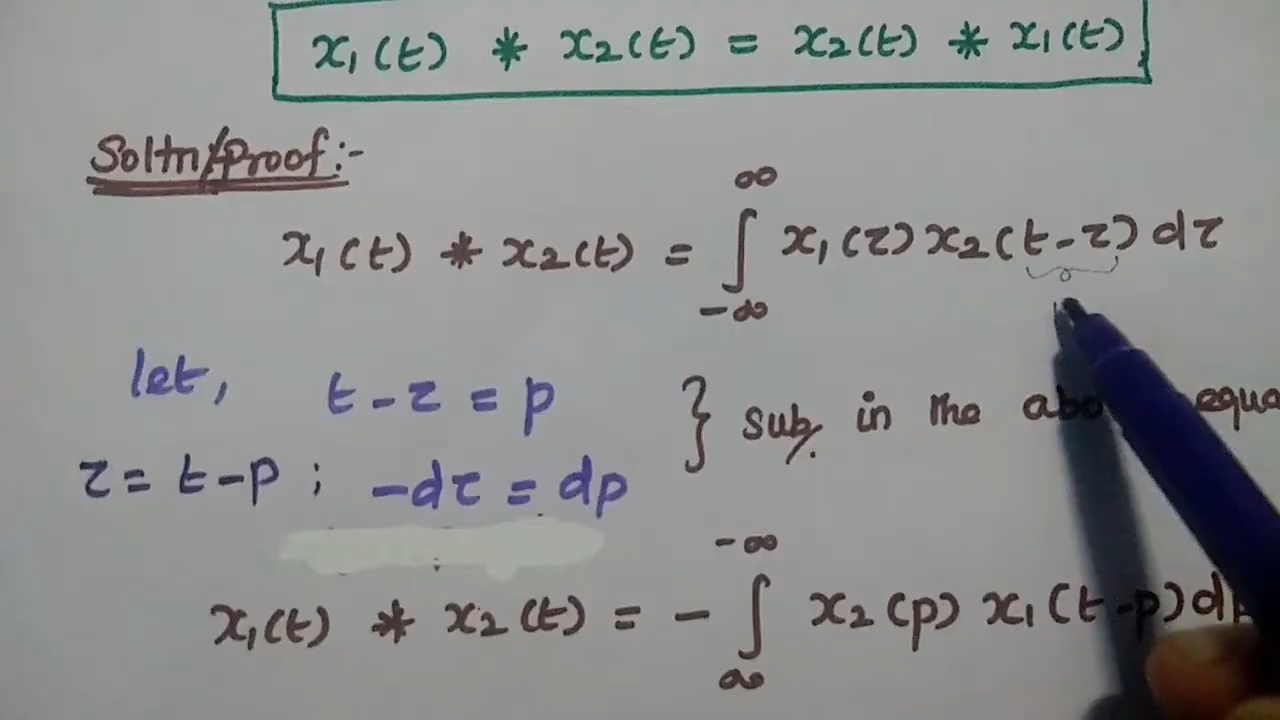 x₁(t) * x₂(t) = x₂(t) * x₁(t)
Soltn/Proof:-
x₁(t) * x₂(t) = ∫_{-∞}^{∞} x₁(τ) x₂(t-τ) dτ
let, t-τ = p
τ = t-p ; -dτ = dp
} sub. in the
x₁(t) * x₂(t) = - ∫_{∞}^{-∞} x₂(p) x₁(t-p) dp